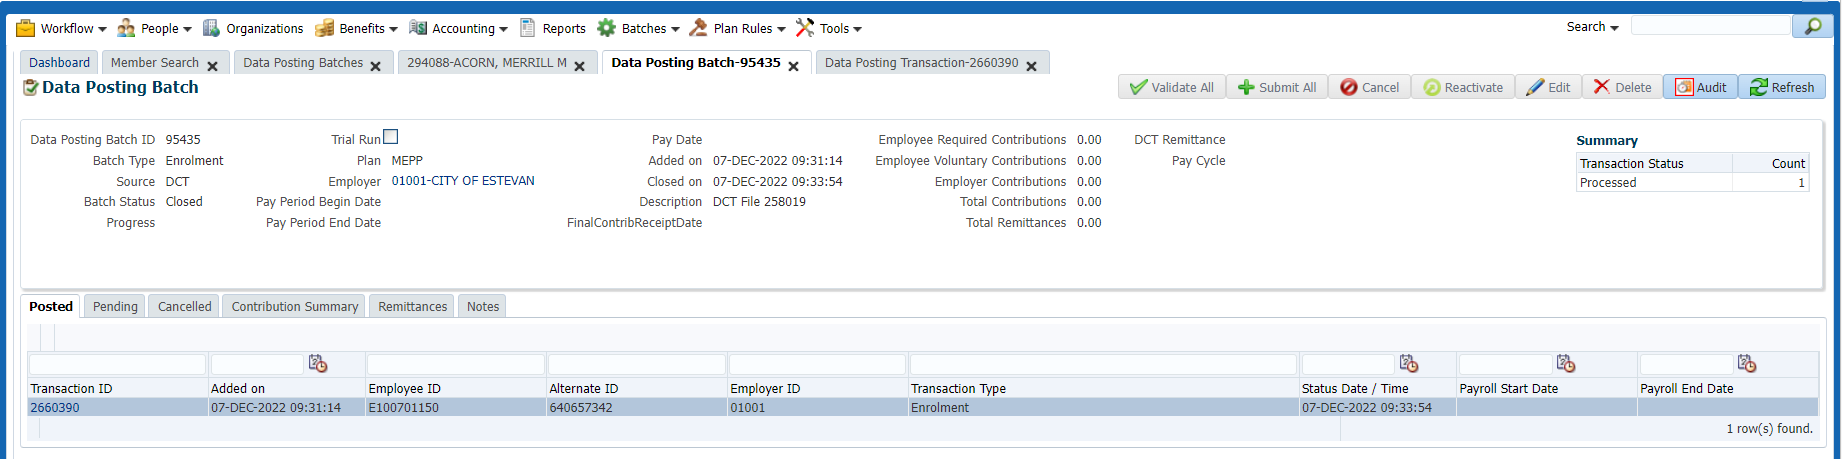 Workflow People Organizations Benefits Accounting Reports Batches Plan Rules Tools Search
Dashboard Member Search Data Posting Batches 294088-ACORN, MERRILL M Data Posting Batch-95435 Data Posting Transaction-2660390
Data Posting Batch Validate All Submit All Cancel Reactivate Edit Delete Audit Refresh
Data Posting Batch ID 95435 Trial Run Pay Date Employee Required Contributions 0.00 DCT Remittance Summary
Batch Type Enrolment Plan MEPP Added on 07-DEC-2022 09:31:14 Employee Voluntary Contributions 0.00 Pay Cycle Transaction Status Count
Source DCT Employer 01001-CITY OF ESTEVAN Closed on 07-DEC-2022 09:33:54 Employer Contributions 0.00 Processed 1
Batch Status Closed Pay Period Begin Date Description DCT File 258019 Total Contributions 0.00
Progress Pay Period End Date FinalContribReceiptDate Total Remittances 0.00
Posted Pending Cancelled Contribution Summary Remittances Notes
Transaction ID Added on Employee ID Alternate ID Employer ID Transaction Type Status Date / Time Payroll Start Date Payroll End Date
2660390 07-DEC-2022 09:31:14 E100701150 640657342 01001 Enrolment 07-DEC-2022 09:33:54
1 row(s) found.